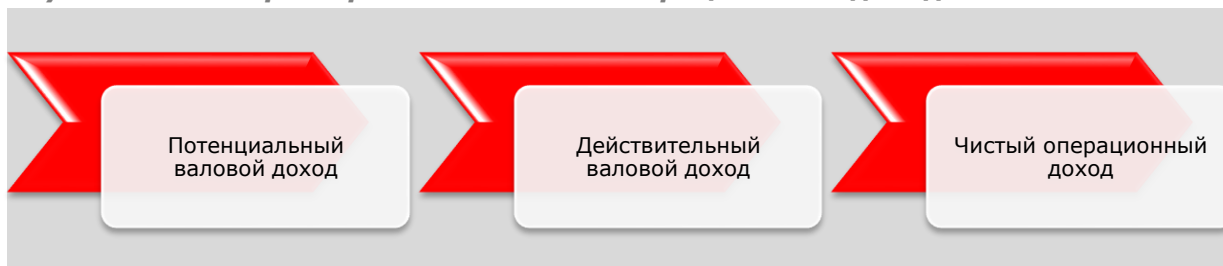 Потенциальный
валовой доход
Действительный
валовой доход
Чистый операционный
доход